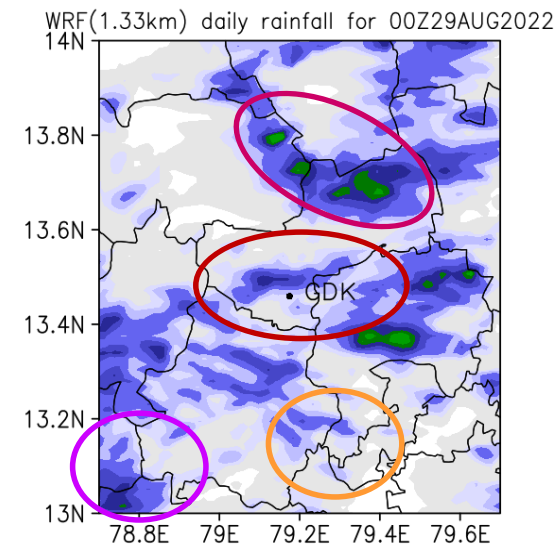 WRF(1.33km) daily rainfall for 00Z29AUG2022
14N
13.8N
13.6N
GDK
13.4N
13.2N
13N
78.8E 79E 79.2E 79.4E 79.6E